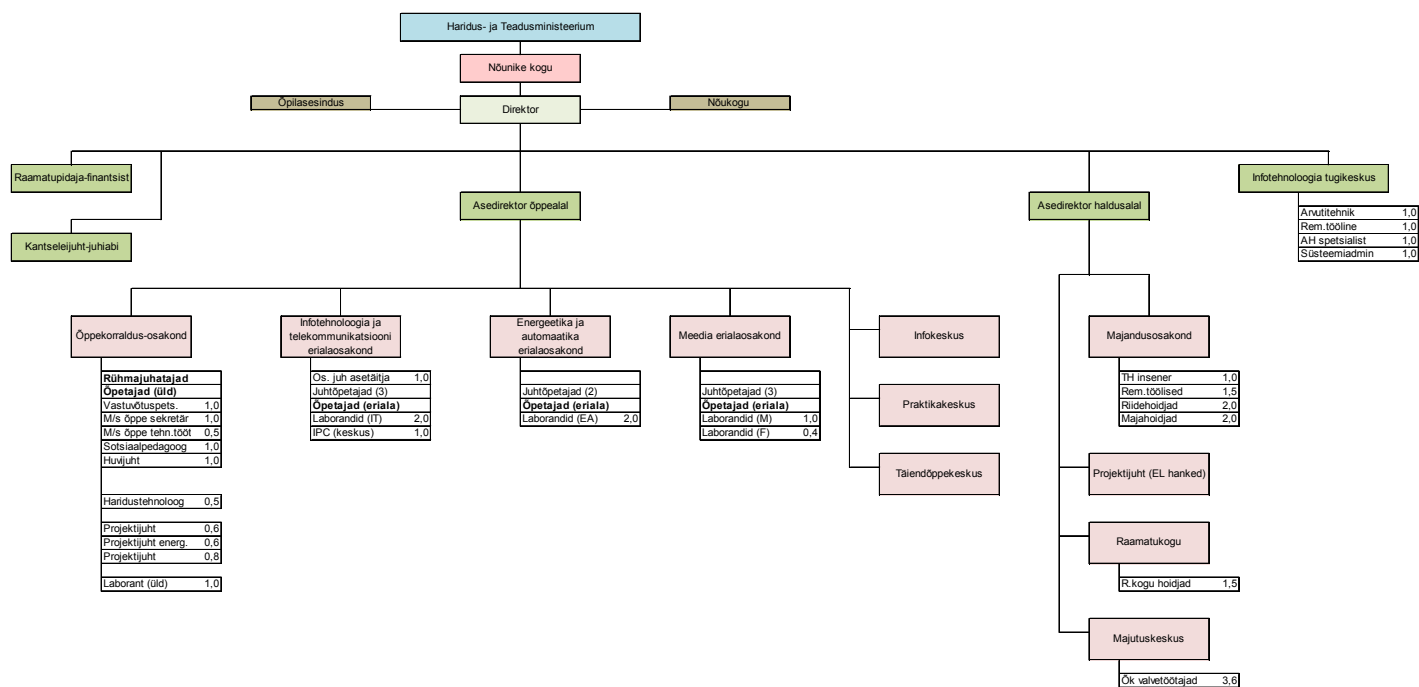 Haridus- ja Teadusministeerium
Nõunike kogu
Õpilasesindus
Direktor
Nõukogu
Raamatupidaja-finantsist
Kantseleijuht-juhiabi
Asedirektor õppealal
Asedirektor haldusalal
Infotehnoloogia tugikeskus
Arvutitehnik 1,0
Rem.tööline 1,0
AH spetsialist 1,0
Süsteemiadmin 1,0
Õppekorraldus-osakond
Rühmajuhatajad
Õpetajad (üld)
Vastuvõtuspets. 1,0
M/s õppe sekretär 1,0
M/s õppe tehn.tööt 0,5
Sotsiaalpedagoog 1,0
Huvijuht 1,0
Haridustehnoloog 0,5
Projektijuht 0,6
Projektijuht energ. 0,6
Projektijuht 0,8
Laborant (üld) 1,0
Infotehnoloogia ja
telekommunikatsiooni
erialaosakond
Os. juh asetäitja 1,0
Juhtõpetajad (3)
Õpetajad (eriala)
Laborandid (IT) 2,0
IPC (keskus) 1,0
Energeetika ja
automaatika
erialaosakond
Juhtõpetajad (2)
Õpetajad (eriala)
Laborandid (EA) 2,0
Meedia erialaosakond
Juhtõpetajad (3)
Õpetajad (eriala)
Laborandid (M) 1,0
Laborandid (F) 0,4
Infokeskus
Praktikakeskus
Täiendõppekeskus
Majandusosakond
TH insener 1,0
Rem.töölised 1,5
Riidehoidjad 2,0
Majahoidjad 2,0
Projektijuht (EL hanked)
Raamatukogu
R.kogu hoidjad 1,5
Majutuskeskus
Õk valvetöötajad 3,6